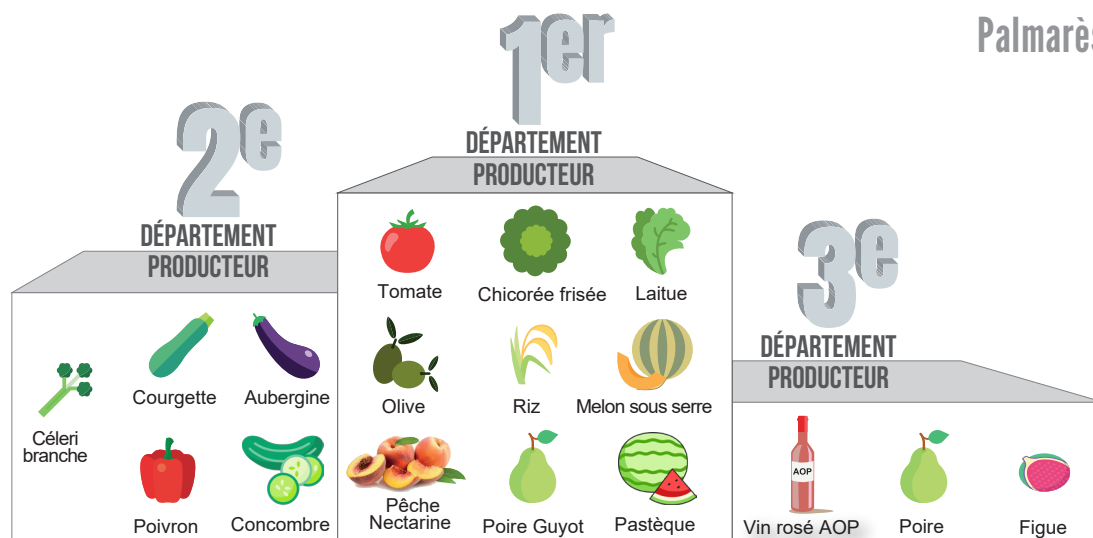 Palmarès
1er
DÉPARTEMENT
PRODUCTEUR
Tomate
Chicorée frisée
Laitue
Olive
Riz
Melon sous serre
Pêche
Nectarine
Poire Guyot
Pastèque
2e
DÉPARTEMENT
PRODUCTEUR
Céleri
branche
Courgette
Aubergine
Poivron
Concombre
3e
DÉPARTEMENT
PRODUCTEUR
AOP
Vin rosé AOP
Poire
Figue